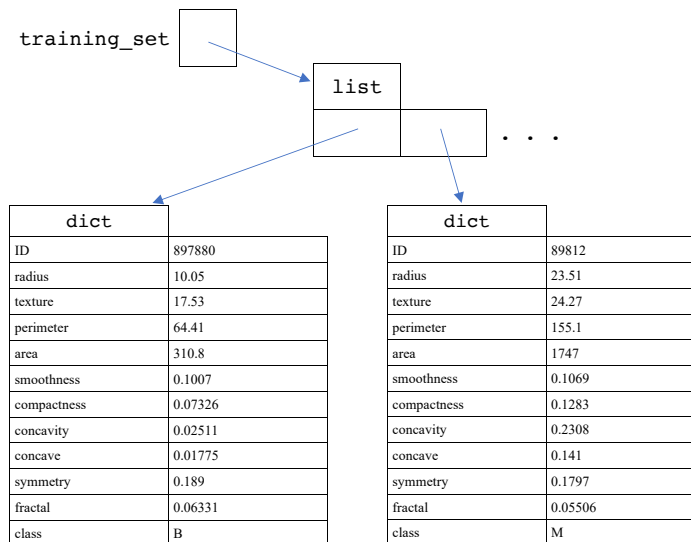 training_set
list
. . .
dict
ID 897880
radius 10.05
texture 17.53
perimeter 64.41
area 310.8
smoothness 0.1007
compactness 0.07326
concavity 0.02511
concave 0.01775
symmetry 0.189
fractal 0.06331
class B
dict
ID 89812
radius 23.51
texture 24.27
perimeter 155.1
area 1747
smoothness 0.1069
compactness 0.1283
concavity 0.2308
concave 0.141
symmetry 0.1797
fractal 0.05506
class M